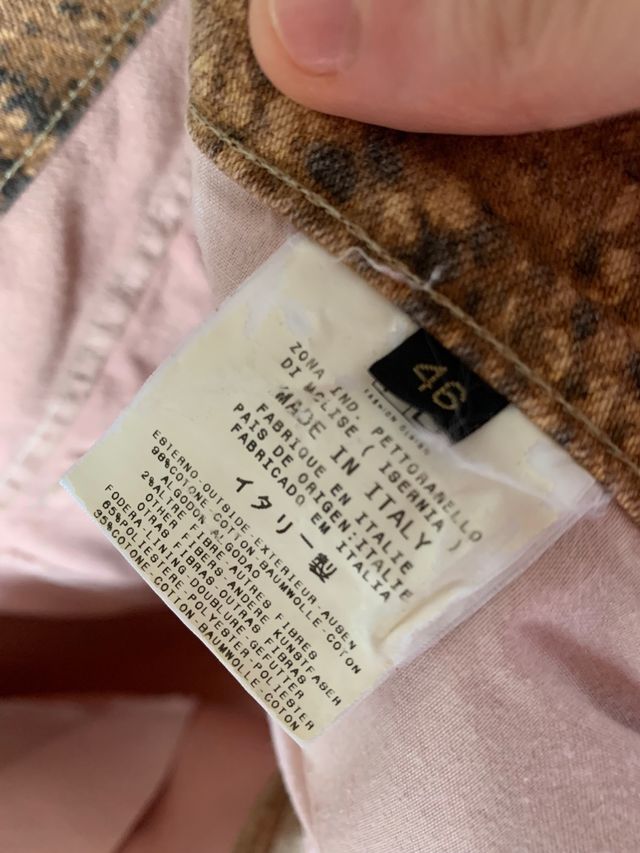 46
ZONA IND. PETTORANELLO
DI MOLISE ( ISERNIA )
MADE IN ITALY
FABRIQUE EN ITALIE
PAIS DE ORIGEN:ITALIE
FABRICADO EM ITALIA
イタリー製
ESTERNO-OUTSIDE EXTERIEUR-AUSEN
98%COTONE-COTTON-BAUMWOLLE-COTON
ALGODON ALGODAO
2%ALTRE FIBRE-AUTRES FIBRES
OTHER FIBERS ANDERE KUNSTFASER
OTRAS FIBRAS-OUTRAS FIBRAS
FODERA-LINING-DOUBLURE-GEFUTTER
65%POLIESTERE-POLYESTER-POLIESTER
35%COTONE-COTTON-BAUMWOLLE-COTON